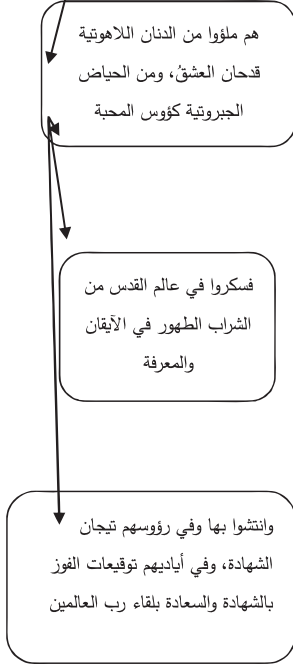 هم ملؤوا من الدنان اللاهوتية
قدحان العشقُ، ومن الحياض
الجبروتية كؤوس المحبة
فسكروا في عالم القدس من
الشراب الطهور في الآيقان
والمعرفة
وانتشوا بها وفي رؤوسهم تيجان
الشهادة، وفي أياديهم توقيعات الفوز
بالشهادة والسعادة بلقاء رب العالمين